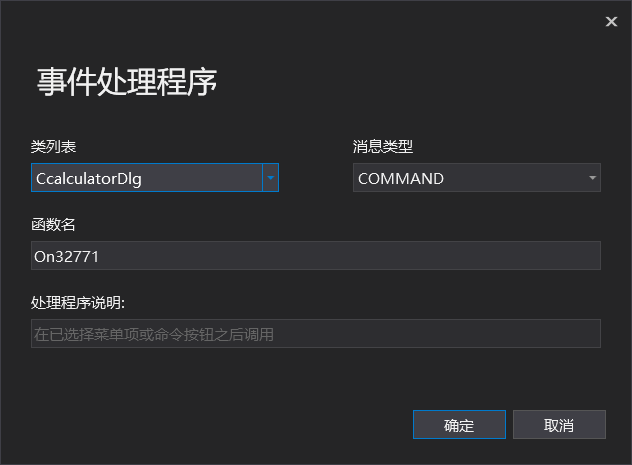 事件处理程序
类列表
消息类型
CcalculatorDlg
COMMAND
函数名
On32771
处理程序说明:
在已选择菜单项或命令按钮之后调用
确定
取消